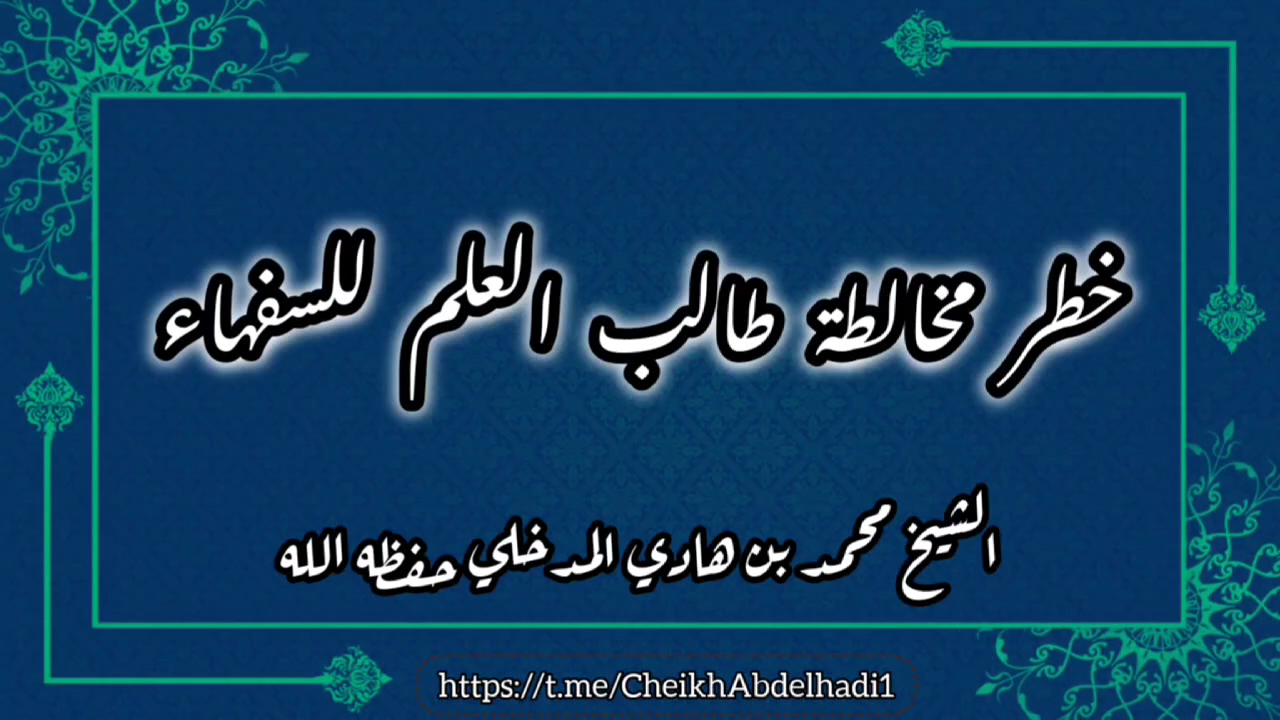 خطر مخالطة طالب العلم للسفهاء
الشيخ محمد بن هادي المدخلي حفظه الله
https://t.me/CheikhAbdelhadi1